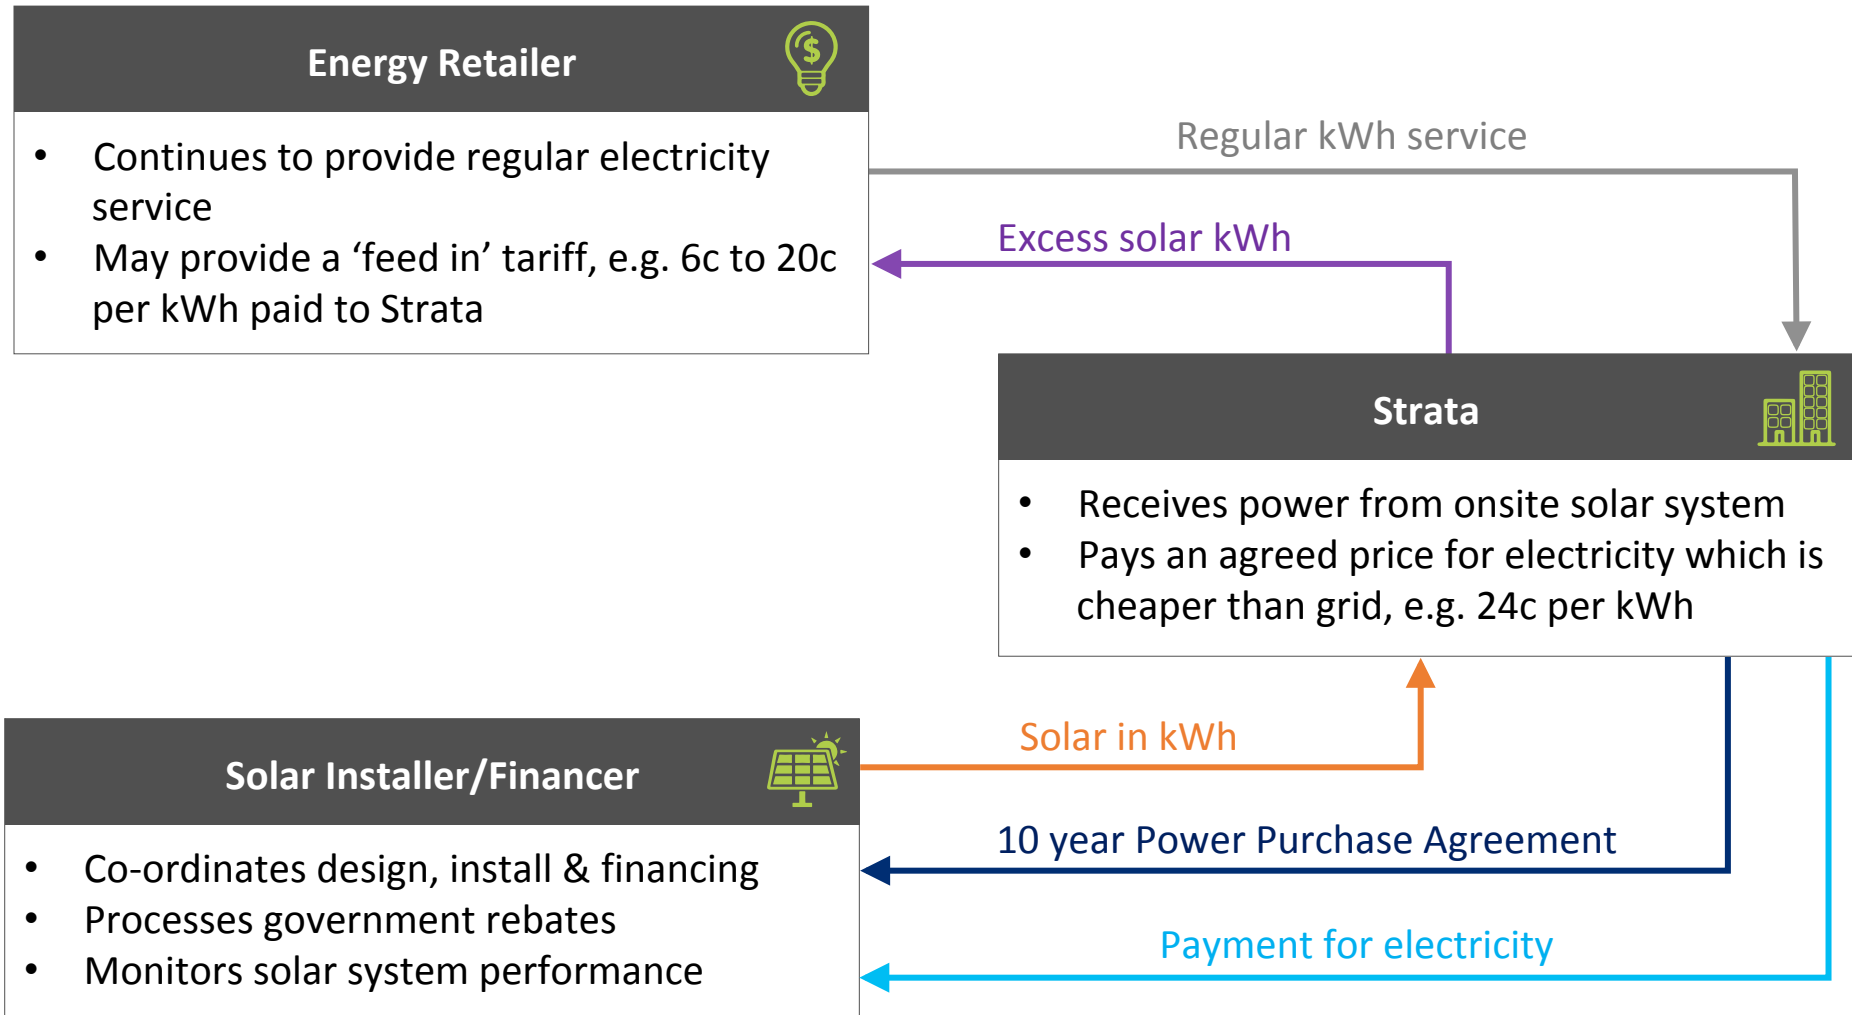 Energy Retailer
• Continues to provide regular electricity
service
• May provide a ‘feed in’ tariff, e.g. 6c to 20c
per kWh paid to Strata
Regular kWh service
Excess solar kWh
Strata
• Receives power from onsite solar system
• Pays an agreed price for electricity which is
cheaper than grid, e.g. 24c per kWh
Solar in kWh
10 year Power Purchase Agreement
Payment for electricity
Solar Installer/Financer
• Co-ordinates design, install & financing
• Processes government rebates
• Monitors solar system performance